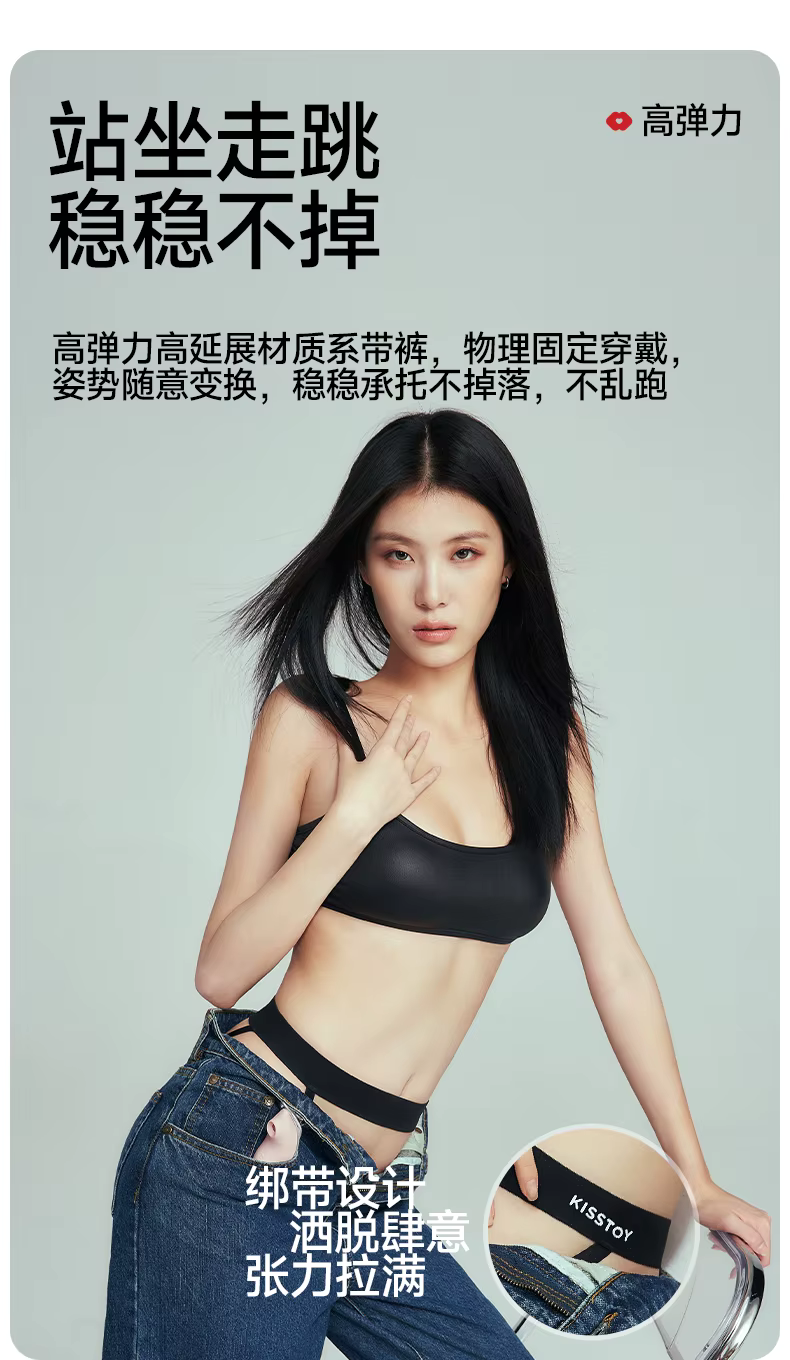 站坐走跳
稳稳不掉
高弹力
高弹力高延展材质系带裤，物理固定穿戴，
姿势随意变换，稳稳承托不掉落，不乱跑
绑带设计
洒脱肆意
张力拉满
KISSTOY